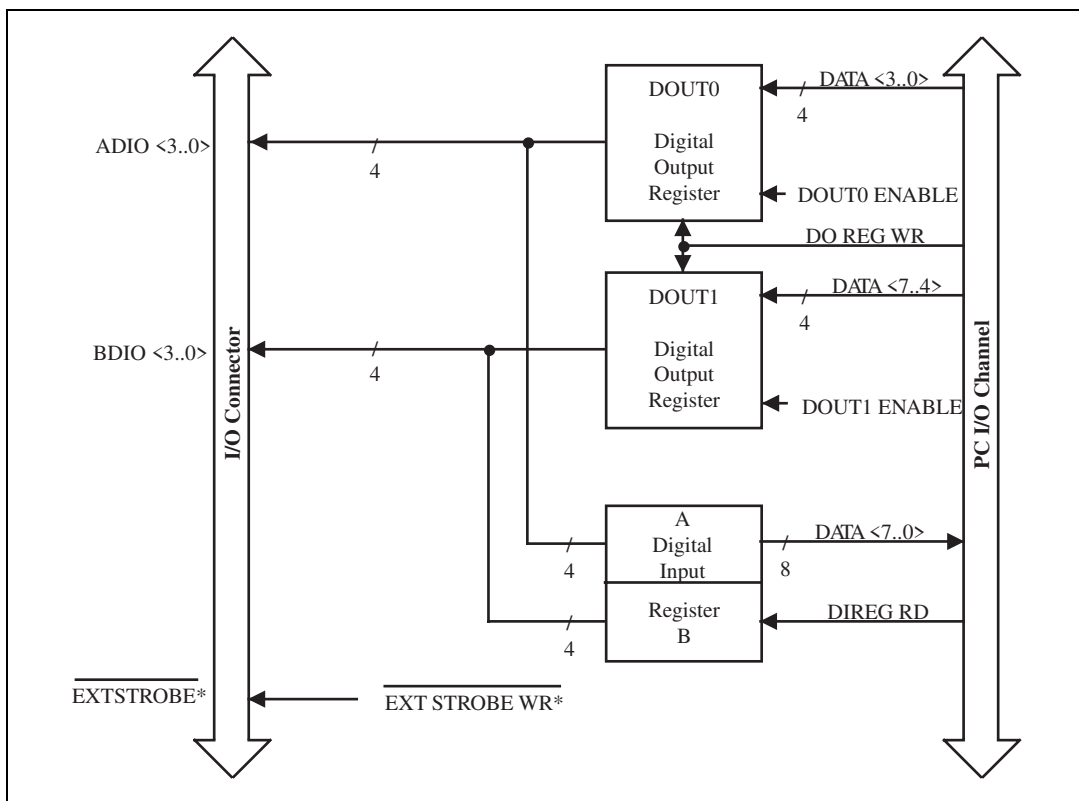 DOUT0
DATA <3..0>
4
ADIO <3..0>
4
Digital
Output
Register
DOUT0 ENABLE
DO REG WR
DOUT1
DATA <7..4>
4
BDIO <3..0>
4
Digital
Output
Register
DOUT1 ENABLE
I/O Connector
PC I/O Channel
A
Digital
Input
4
DATA <7..0>
8
Register
B
4
DIREG RD
EXTSTROBE*
EXT STROBE WR*